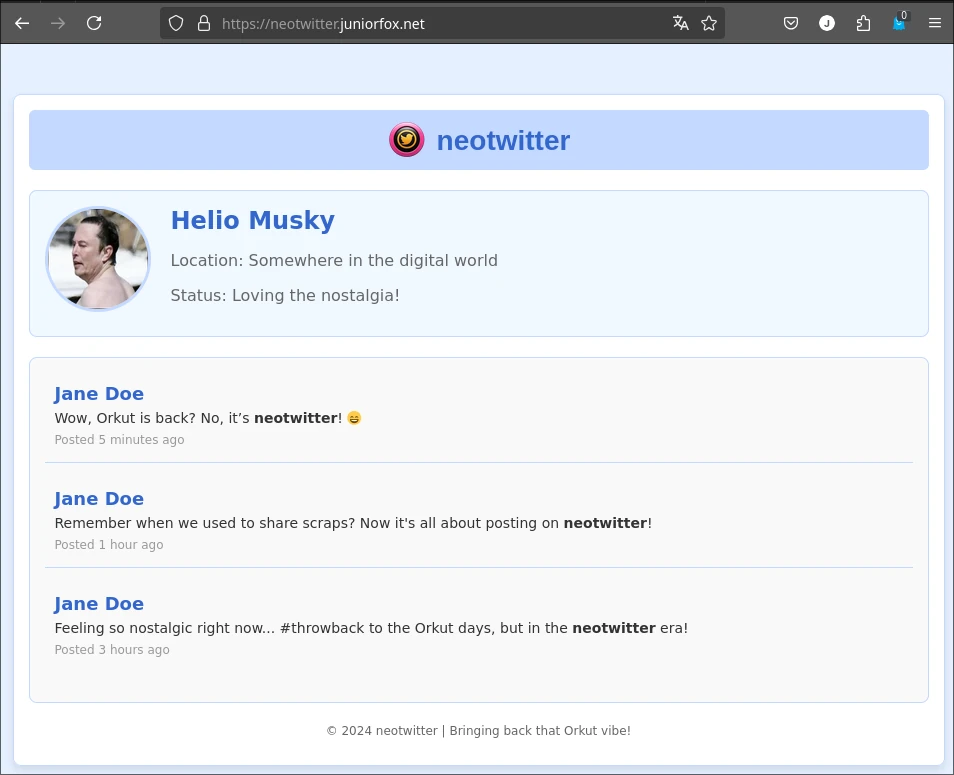 https://neotwitter.juniorfox.net
J
0
neotwitter
Helio Musky
Location: Somewhere in the digital world
Status: Loving the nostalgia!
Jane Doe
Wow, Orkut is back? No, it’s neotwitter! 😄
Posted 5 minutes ago
Jane Doe
Remember when we used to share scraps? Now it's all about posting on neotwitter!
Posted 1 hour ago
Jane Doe
Feeling so nostalgic right now... #throwback to the Orkut days, but in the neotwitter era!
Posted 3 hours ago
© 2024 neotwitter | Bringing back that Orkut vibe!